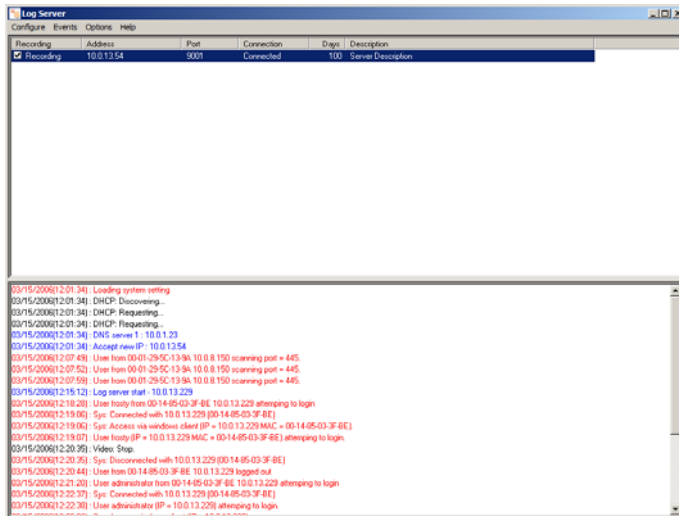 Log Server
Configure Events Options Help
Recording Address Port Connection Days Description
Recording 10.0.13.54 9001 Connected 100 Server Description
03/15/2006(12:01:34) : Loading system setting
03/15/2006(12:01:34) : DHCP: Discovering...
03/15/2006(12:01:34) : DHCP: Requesting...
03/15/2006(12:01:34) : DHCP: Requesting...
03/15/2006(12:01:34) : DNS server 1 : 10.0.1.23
03/15/2006(12:01:34) : Accept new IP : 10.0.13.54
03/15/2006(12:07:49) : User from 00-01-29-5C-13-9A 10.0.8.150 scanning port = 445.
03/15/2006(12:07:52) : User from 00-01-29-5C-13-9A 10.0.8.150 scanning port = 445.
03/15/2006(12:07:59) : User from 00-01-29-5C-13-9A 10.0.8.150 scanning port = 445.
03/15/2006(12:15:12) : Log server start - 10.0.13.229
03/15/2006(12:18:28) : User frosty from 00-14-85-03-3F-BE 10.0.13.229 attemping to login
03/15/2006(12:19:06) : Sys: Connected with 10.0.13.229 (00-14-85-03-3F-BE)
03/15/2006(12:19:06) : Sys: Access via windows client (IP = 10.0.13.229 MAC = 00-14-85-03-3F-BE).
03/15/2006(12:19:07) : User frosty (IP = 10.0.13.229 MAC = 00-14-85-03-3F-BE) attemping to login.
03/15/2006(12:20:35) : Video: Stop.
03/15/2006(12:20:35) : Sys: Disconnected with 10.0.13.229 (00-14-85-03-3F-BE)
03/15/2006(12:20:44) : User from 00-14-85-03-3F-BE 10.0.13.229 logged out
03/15/2006(12:21:20) : User administrator from 00-14-85-03-3F-BE 10.0.13.229 attemping to login
03/15/2006(12:22:37) : Sys: Connected with 10.0.13.229 (00-14-85-03-3F-BE)
03/15/2006(12:22:38) : User administrator (IP = 10.0.13.229) attemping to login.